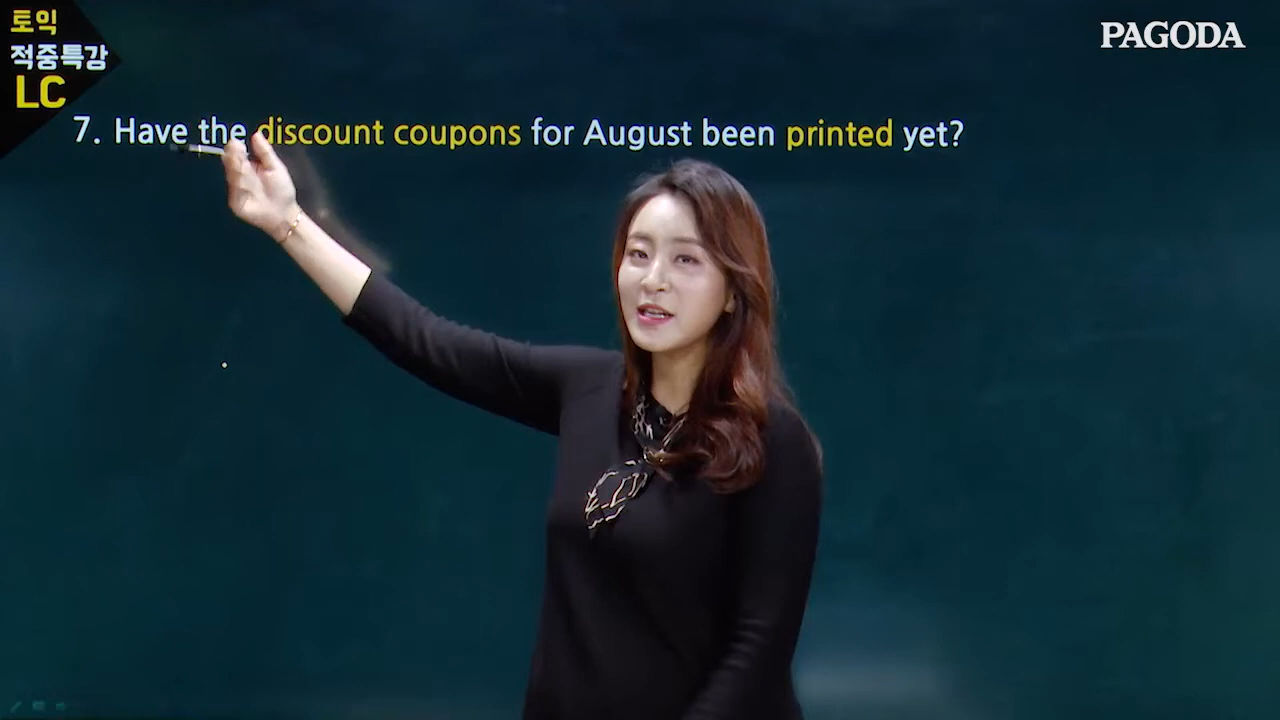 토익
적중특강
LC
PAGODA
7. Have the discount coupons for August been printed yet?